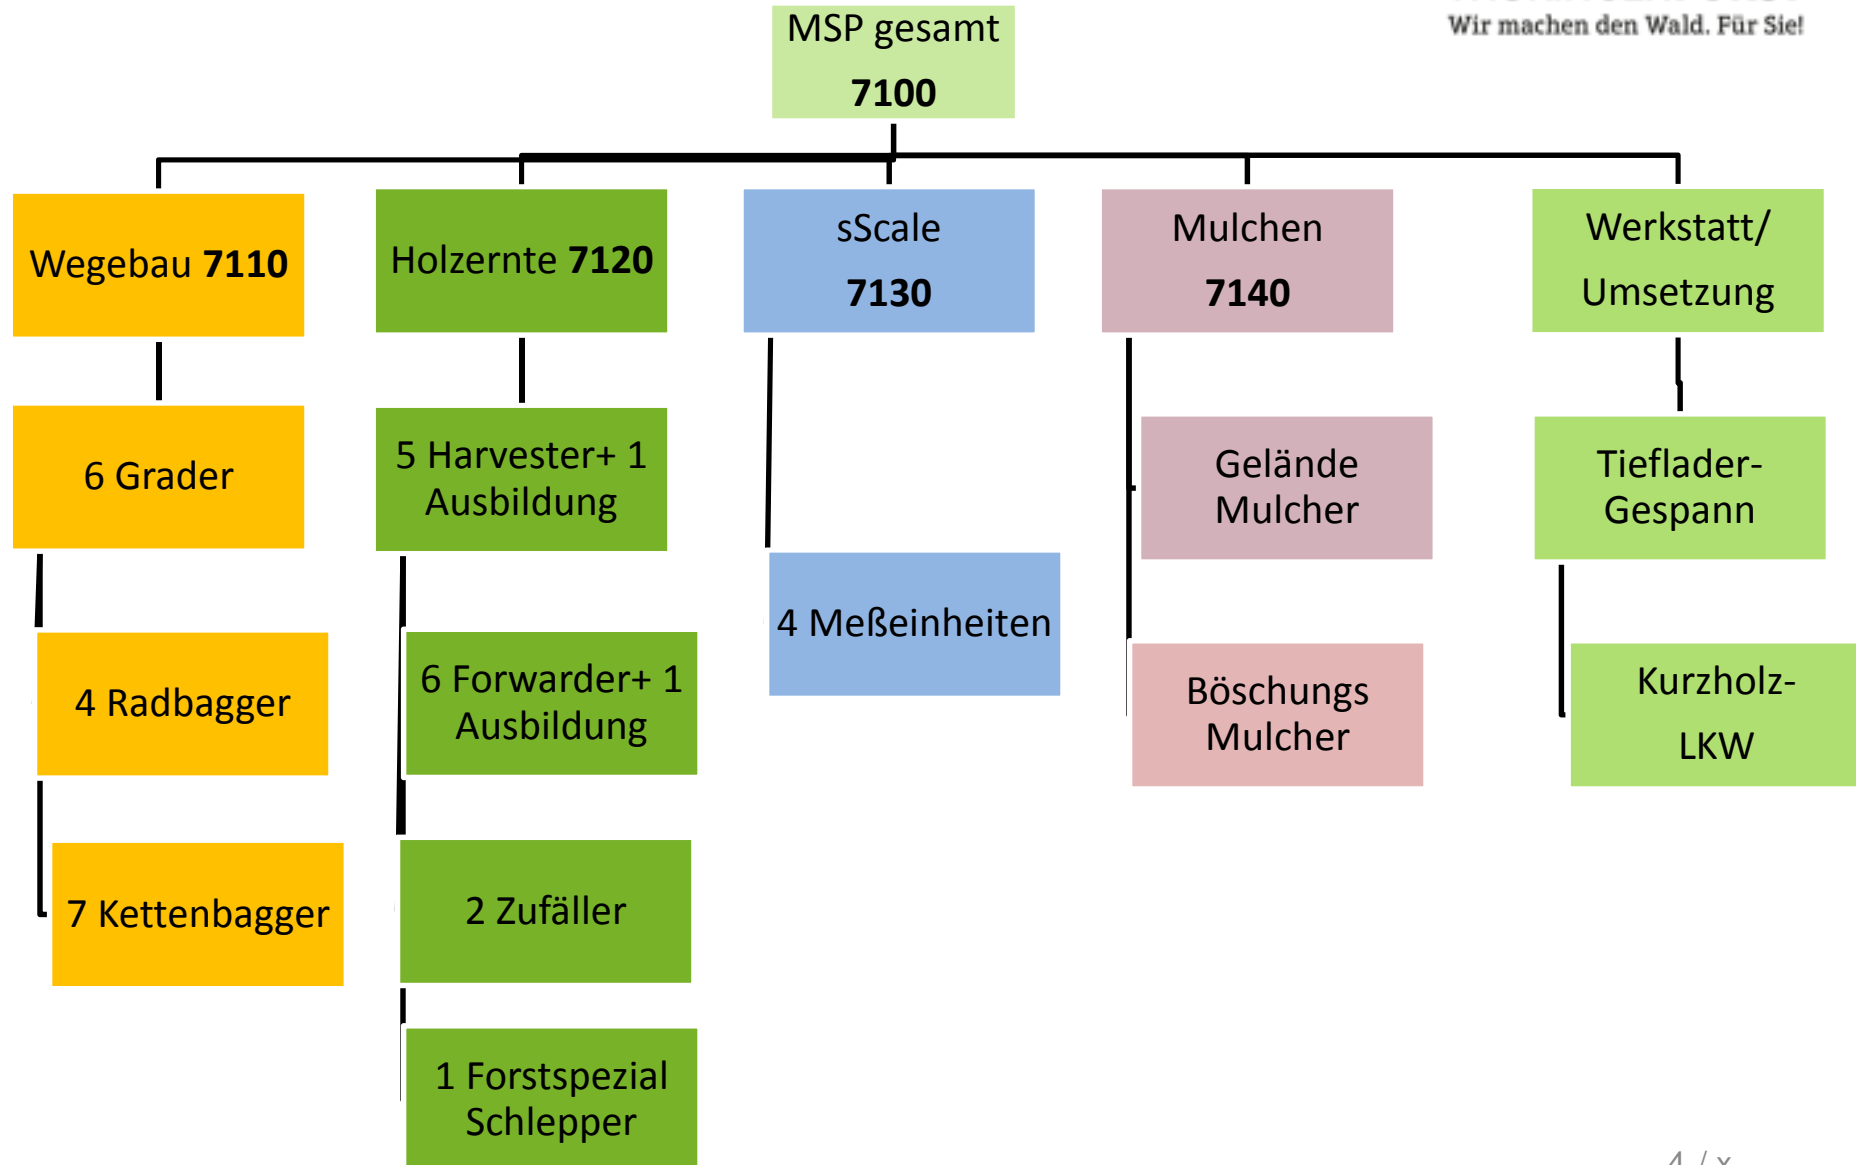 Wir machen den Wald. Für Sie!
MSP gesamt
7100
Wegebau 7110
Holzernte 7120
sScale
7130
Mulchen
7140
Werkstatt/
Umsetzung
6 Grader
5 Harvester+ 1
Ausbildung
Gelände
Mulcher
Tieflader-
Gespann
4 Meßeinheiten
4 Radbagger
6 Forwarder+ 1
Ausbildung
Böschungs
Mulcher
Kurzholz-
LKW
7 Kettenbagger
2 Zufäller
1 Forstspezial
Schlepper
4 / x